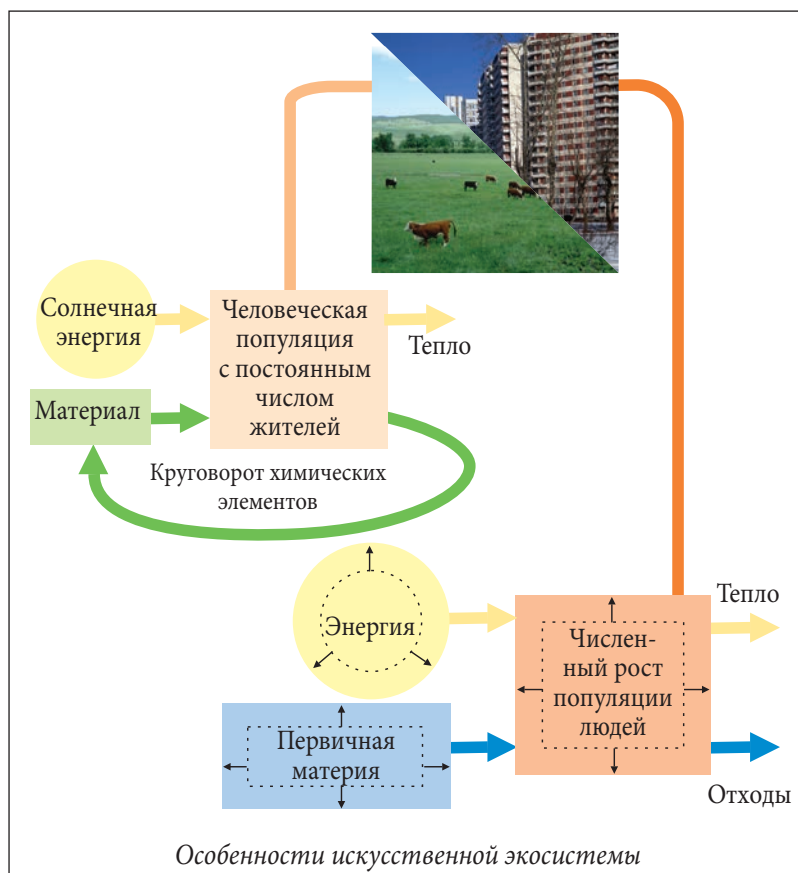 Солнечная
энергия
Человеческая
популяция
с постоянным
числом
жителей
Тепло
Материал
Круговорот химических
элементов
Энергия
Числен-
ный рост
популяции
людей
Тепло
Первичная
материя
Отходы
Особенности искусственной экосистемы